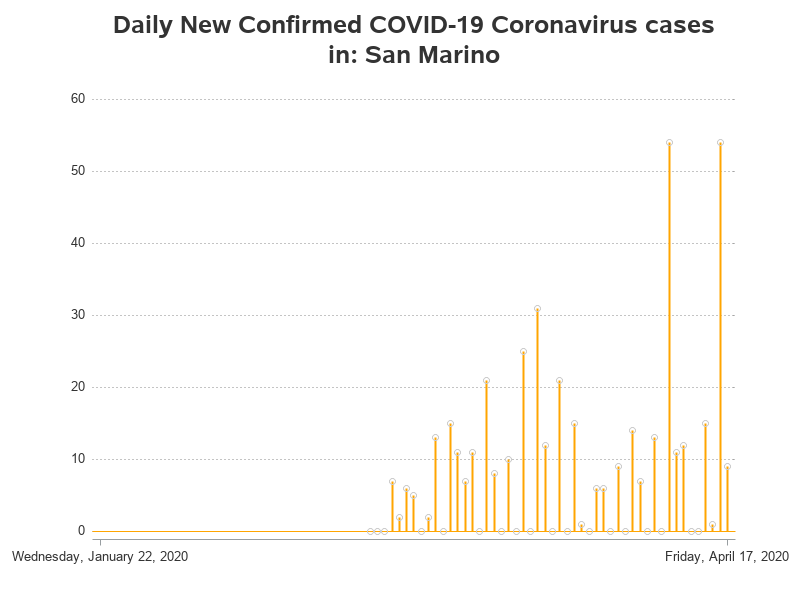 Daily New Confirmed COVID-19 Coronavirus cases
in: San Marino
60
50
40
30
20
10
0
Wednesday, January 22, 2020
Friday, April 17, 2020